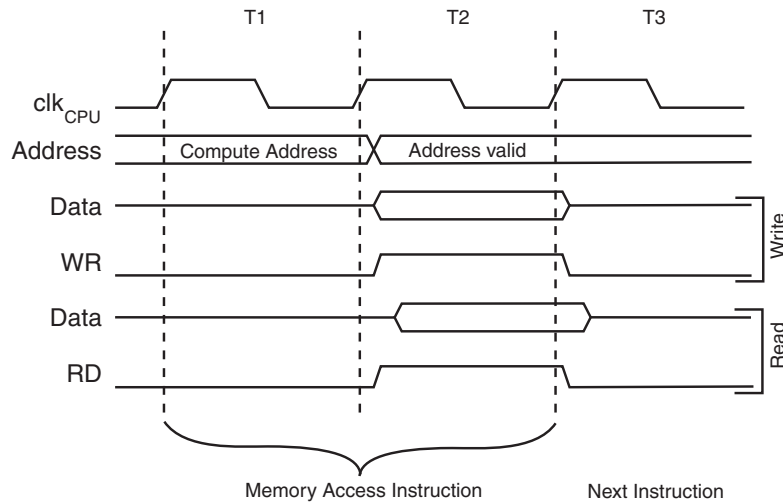 T1 T2 T3
clkCPU
Address Compute Address Address valid
Data
WR
Write
Data
RD
Read
Memory Access Instruction Next Instruction